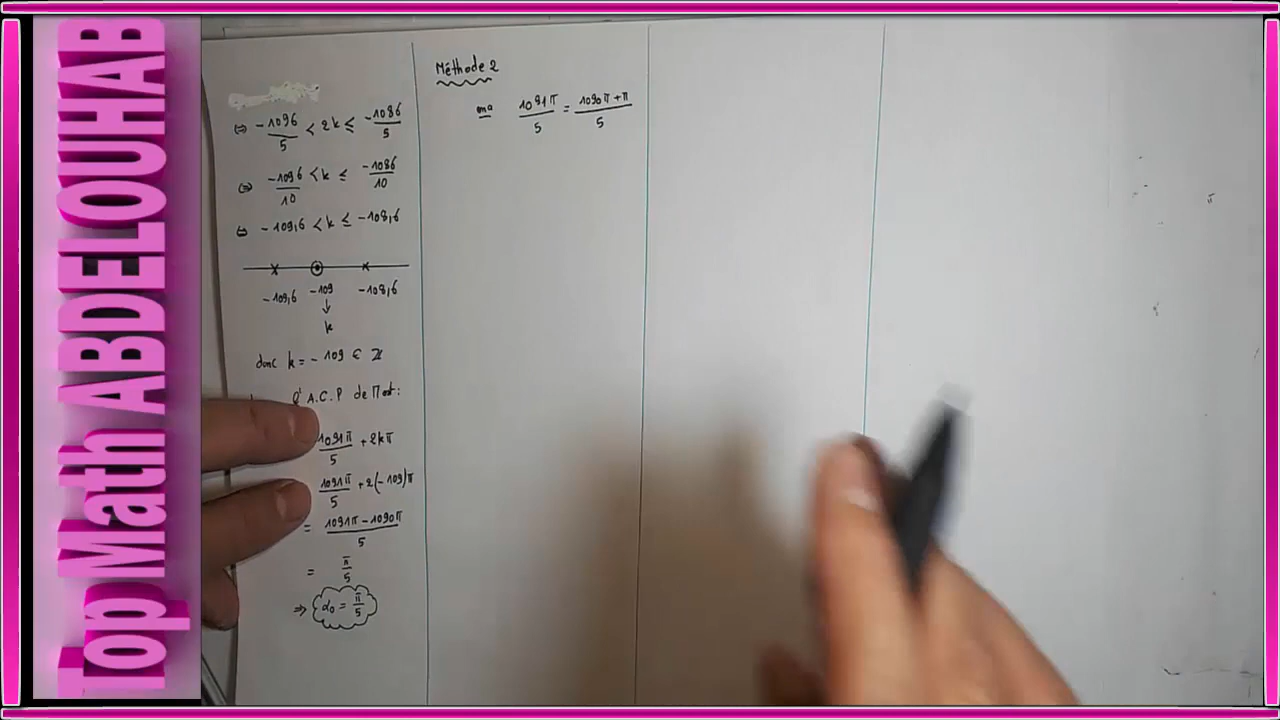 Top Math ABDELOUHAB
⇔ -1096/5 < 2k ≤ -1086/5
⇔ -1096/10 < k ≤ -1086/10
⇔ -109,6 < k ≤ -108,6
-109,6 -109 -108,6
↓
k
donc k = -109 ∈ ℤ
l'A.C.P de M est:
1091π/5 + 2kπ
1091π/5 + 2(-109)π
= 1091π - 1090π/5
= π/5
⇒ α₀ = π/5
Méthode 2
on a 1091π/5 = 1090π + π/5